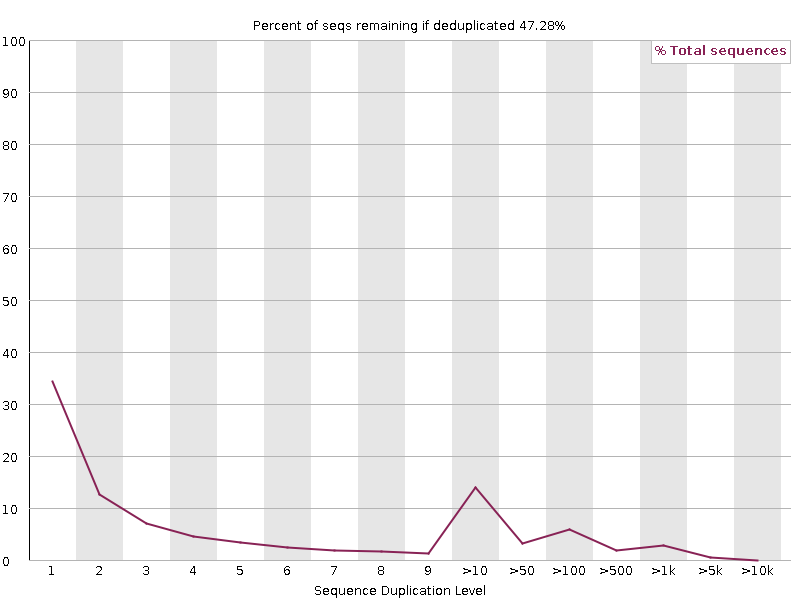 Percent of seqs remaining if deduplicated 47.28%
% Total sequences
100
90
80
70
60
50
40
30
20
10
0
1 2 3 4 5 6 7 8 9 >10 >50 >100 >500 >1k >5k >10k
Sequence Duplication Level